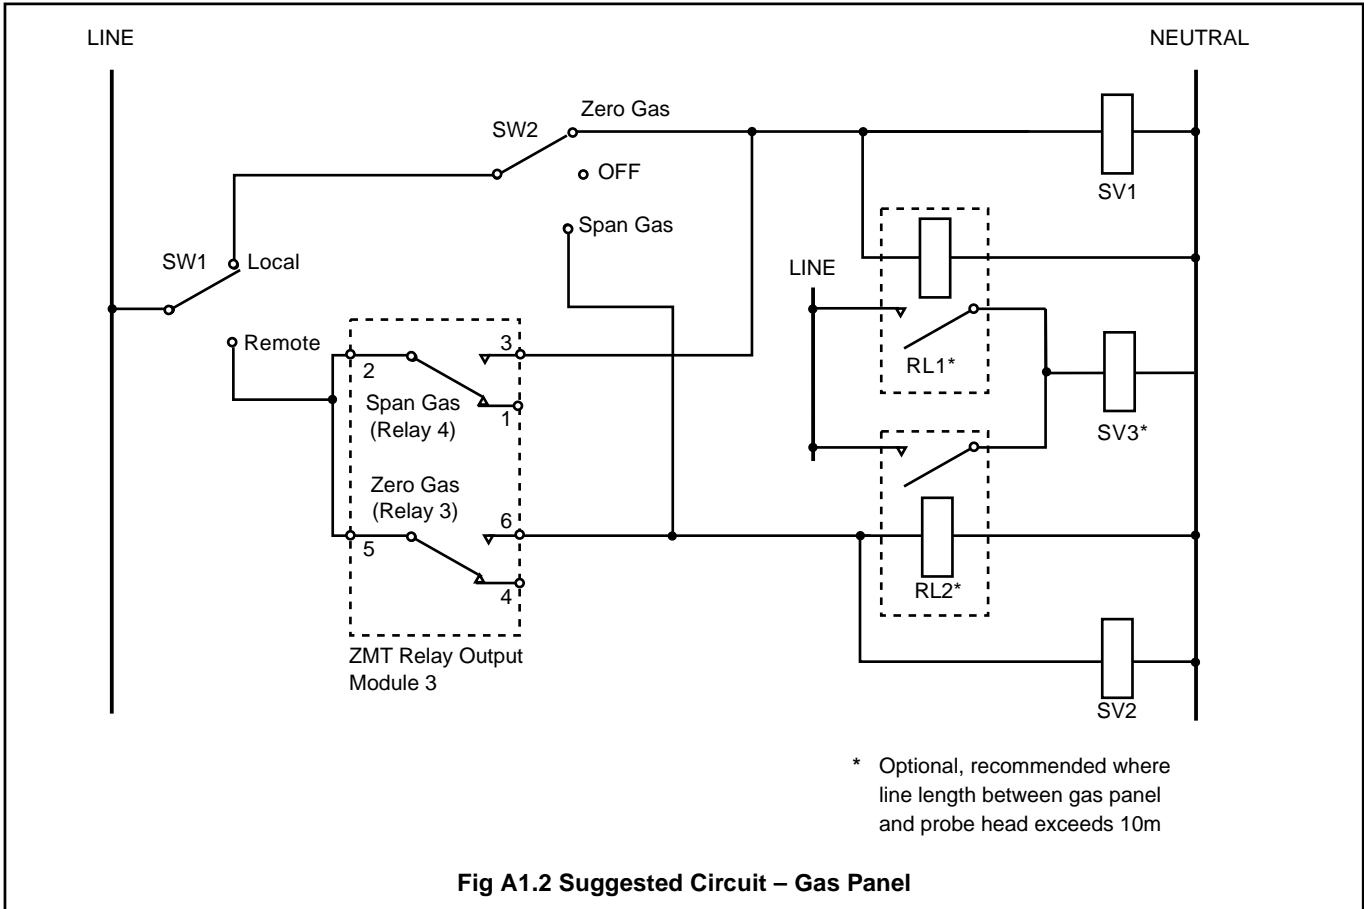 LINE
NEUTRAL
Zero Gas
SW2
OFF
SV1
Span Gas
SW1
Local
LINE
Remote
3
2
RL1*
Span Gas
(Relay 4)
1
SV3*
Zero Gas
(Relay 3)
6
5
RL2*
4
ZMT Relay Output
Module 3
SV2
* Optional, recommended where
line length between gas panel
and probe head exceeds 10m
Fig A1.2 Suggested Circuit – Gas Panel